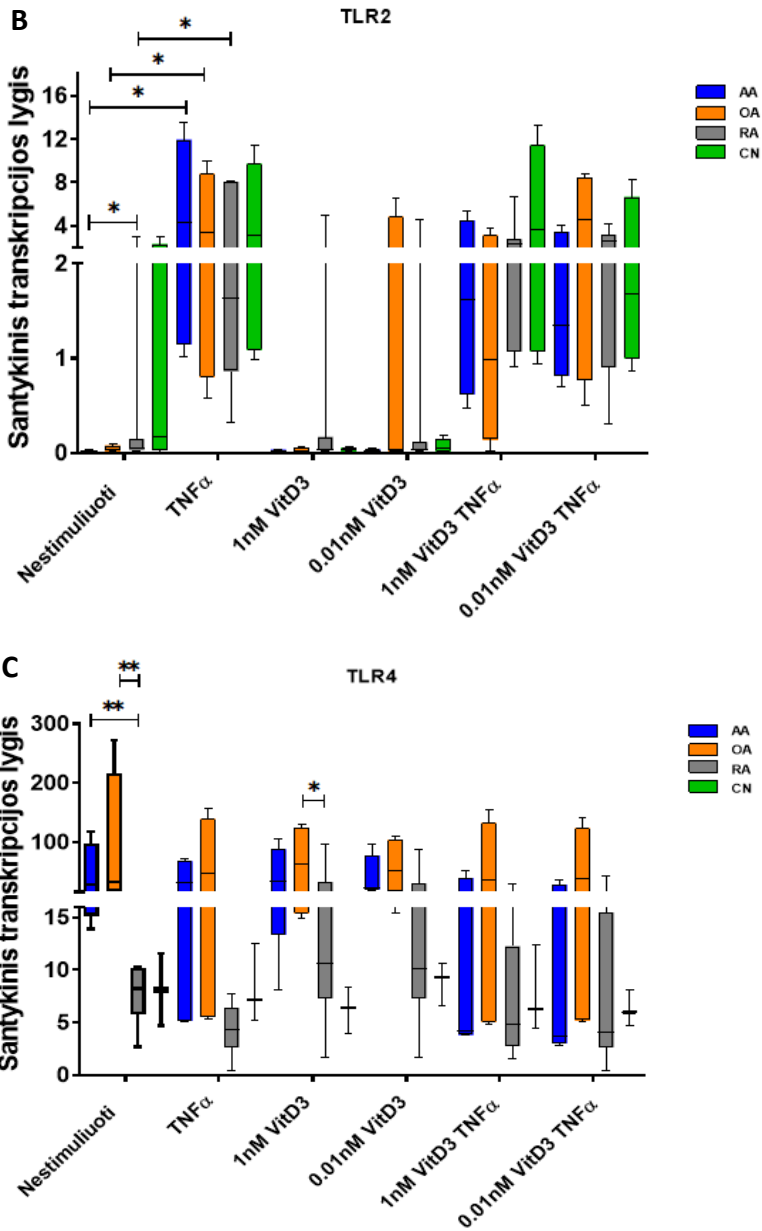 B
TLR2
*
*
*
*
Santykinis transkripcijos lygis
16
12
8
4
2
1
0
AA
OA
RA
CN
Nestimuliuoti
TNFα
1nM VitD3
0.01nM VitD3
1nM VitD3 TNFα
0.01nM VitD3 TNFα
C
TLR4
**
**
*
Santykinis transkripcijos lygis
300
200
100
15
10
5
0
AA
OA
RA
CN
Nestimuliuoti
TNFα
1nM VitD3
0.01nM VitD3
1nM VitD3 TNFα
0.01nM VitD3 TNFα